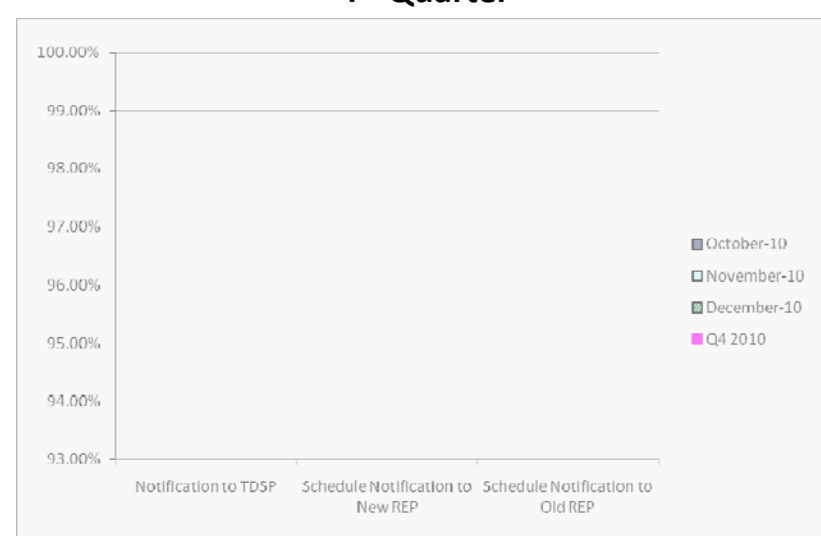 Quarter
100.00%
99.00%
98.00%
97.00%
96.00%
95.00%
94.00%
93.00%
Notification to TDSP
Schedule Notification to
New REP
Schedule Notification to
Old REP
October-10
November-10
December-10
Q4 2010